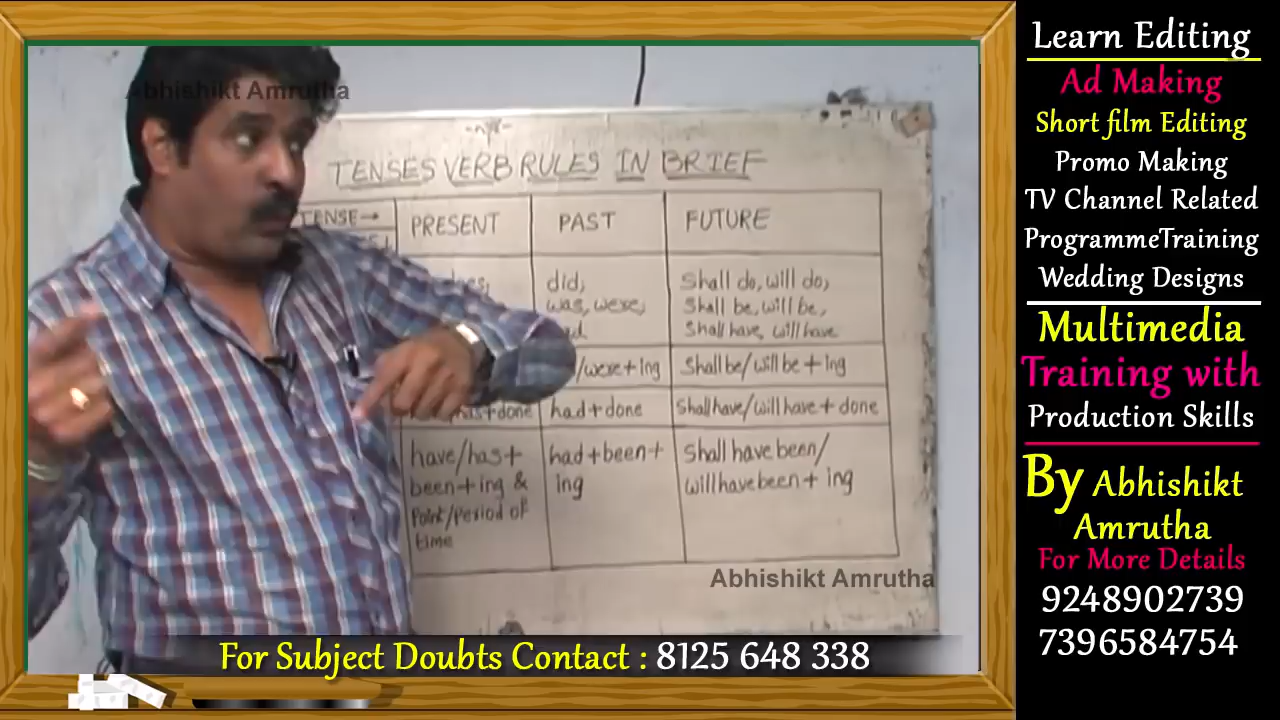 Abhishikt Amrutha
TENSES VERB RULES IN BRIEF
TENSE→
PRESENT
PAST
FUTURE
did,
was, were,
Shall do, will do,
Shall be, will be,
Shall have, will have
/were + ing
Shall be/will be + ing
had + done
Shall have/will have + done
have/has +
been + ing &
Point/Period of
time
had + been +
ing
Shall have been/
will have been + ing
Abhishikt Amrutha
For Subject Doubts Contact : 8125 648 338
Learn Editing
Ad Making
Short film Editing
Promo Making
TV Channel Related
ProgrammeTraining
Wedding Designs
Multimedia
Training with
Production Skills
By Abhishikt
Amrutha
For More Details
9248902739
7396584754